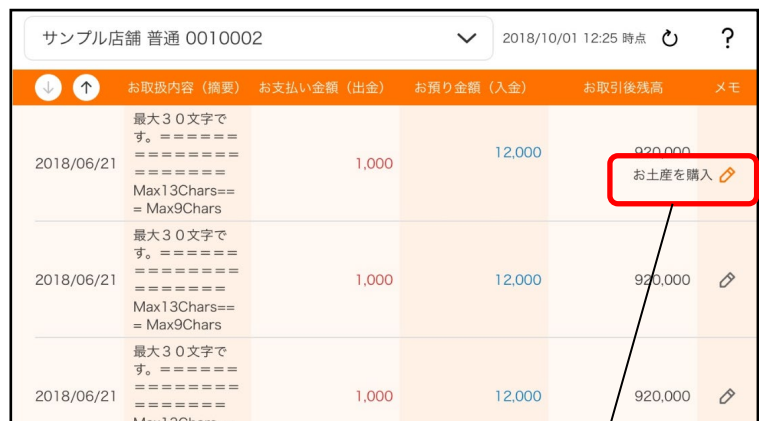 サンプル店舗 普通 0010002
2018/10/01 12:25 時点
?
お取扱内容（摘要） お支払い金額（出金） お預り金額（入金） お取引後残高 メモ
最大３０文字で
す。＝＝＝＝＝＝
＝＝＝＝＝＝＝＝
＝＝＝＝＝＝＝
Max13Chars==
= Max9Chars
2018/06/21
1,000
12,000
920,000
お土産を購入
最大３０文字で
す。＝＝＝＝＝＝
＝＝＝＝＝＝＝＝
＝＝＝＝＝＝＝
Max13Chars==
= Max9Chars
2018/06/21
1,000
12,000
920,000
最大３０文字で
す。＝＝＝＝＝＝
＝＝＝＝＝＝＝＝
＝＝＝＝＝＝＝
Max13Chars
2018/06/21
1,000
12,000
920,000